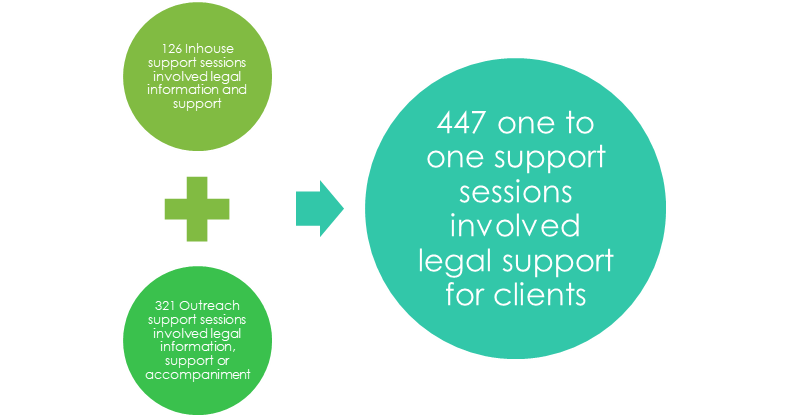 126 Inhouse
support sessions
involved legal
information and
support
321 Outreach
support sessions
involved legal
information,
support or
accompaniment
447 one to
one support
sessions
involved
legal support
for clients